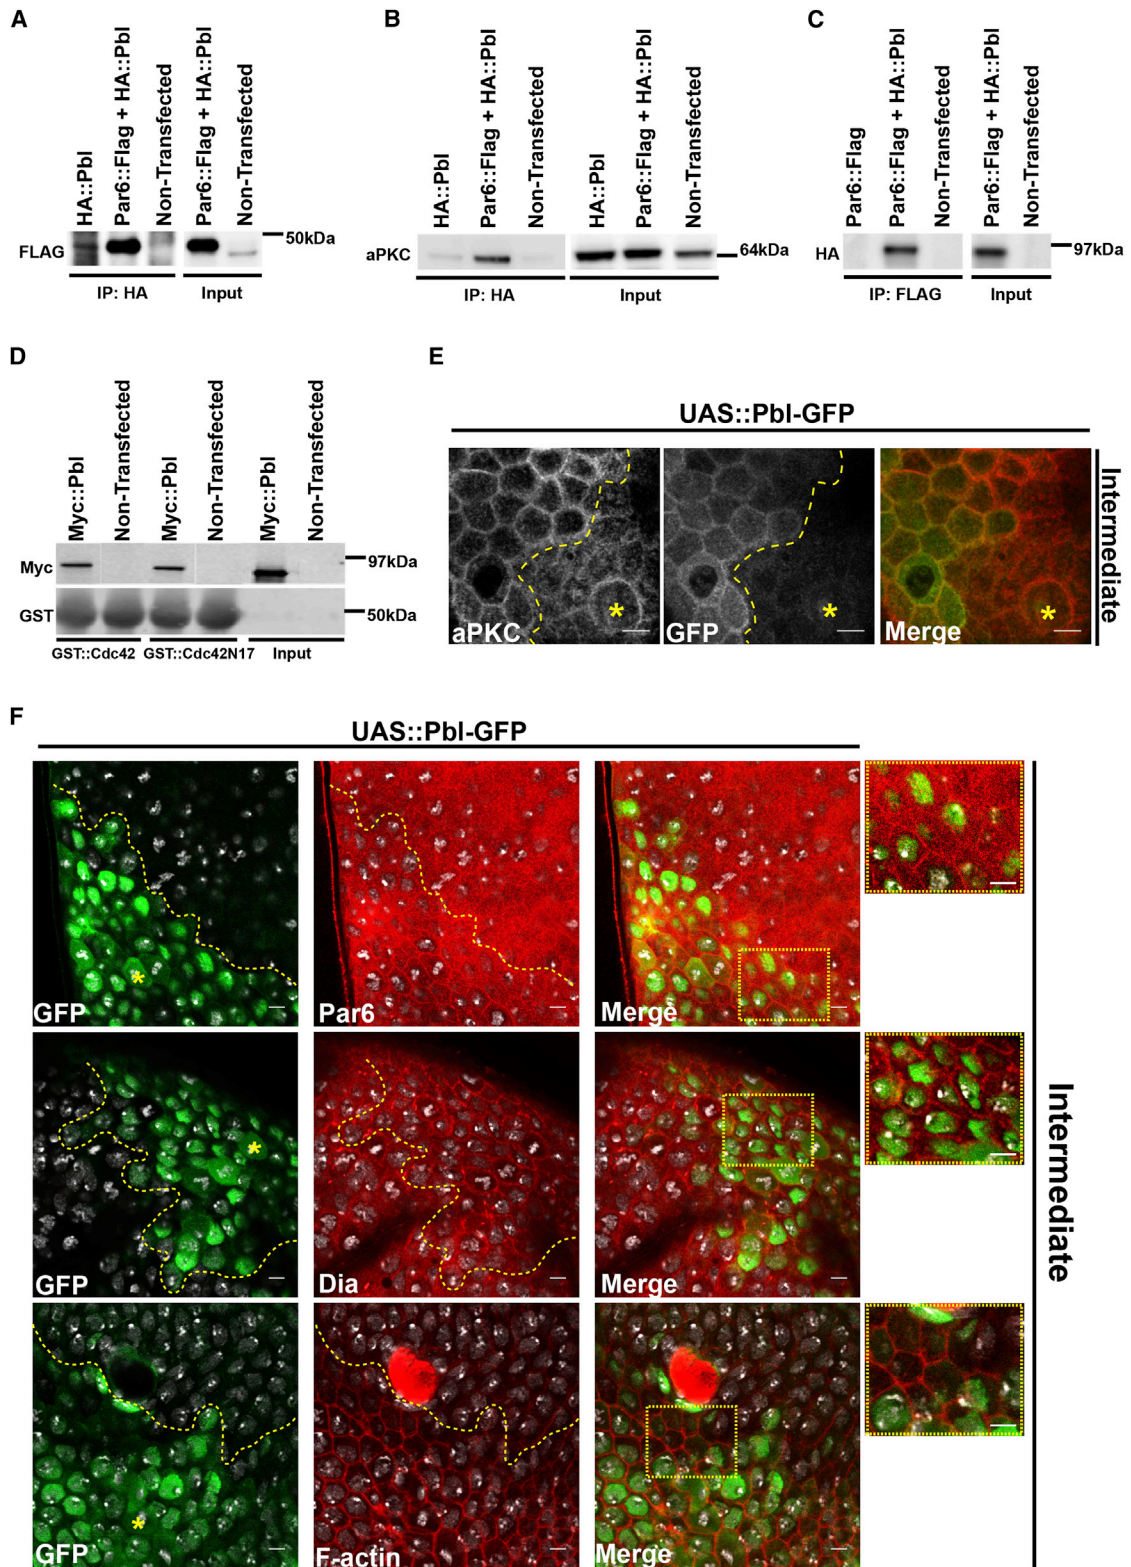 A
HA::Pbl
Par6::Flag + HA::Pbl
Non-Transfected
Par6::Flag + HA::Pbl
Non-Transfected
FLAG
50kDa
IP: HA
Input
B
HA::Pbl
Par6::Flag + HA::Pbl
Non-Transfected
HA::Pbl
Par6::Flag + HA::Pbl
Non-Transfected
aPKC
64kDa
IP: HA
Input
C
Par6::Flag
Par6::Flag + HA::Pbl
Non-Transfected
Par6::Flag + HA::Pbl
Non-Transfected
HA
97kDa
IP: FLAG
Input
D
Myc::Pbl
Non-Transfected
Myc::Pbl
Non-Transfected
Myc::Pbl
Non-Transfected
Myc
97kDa
GST
50kDa
GST::Cdc42
GST::Cdc42N17
Input
E
UAS::Pbl-GFP
aPKC
*
GFP
*
Merge
*
Intermediate
F
UAS::Pbl-GFP
GFP
*
Par6
Merge
GFP
*
Dia
Merge
GFP
*
F-actin
Merge
Intermediate